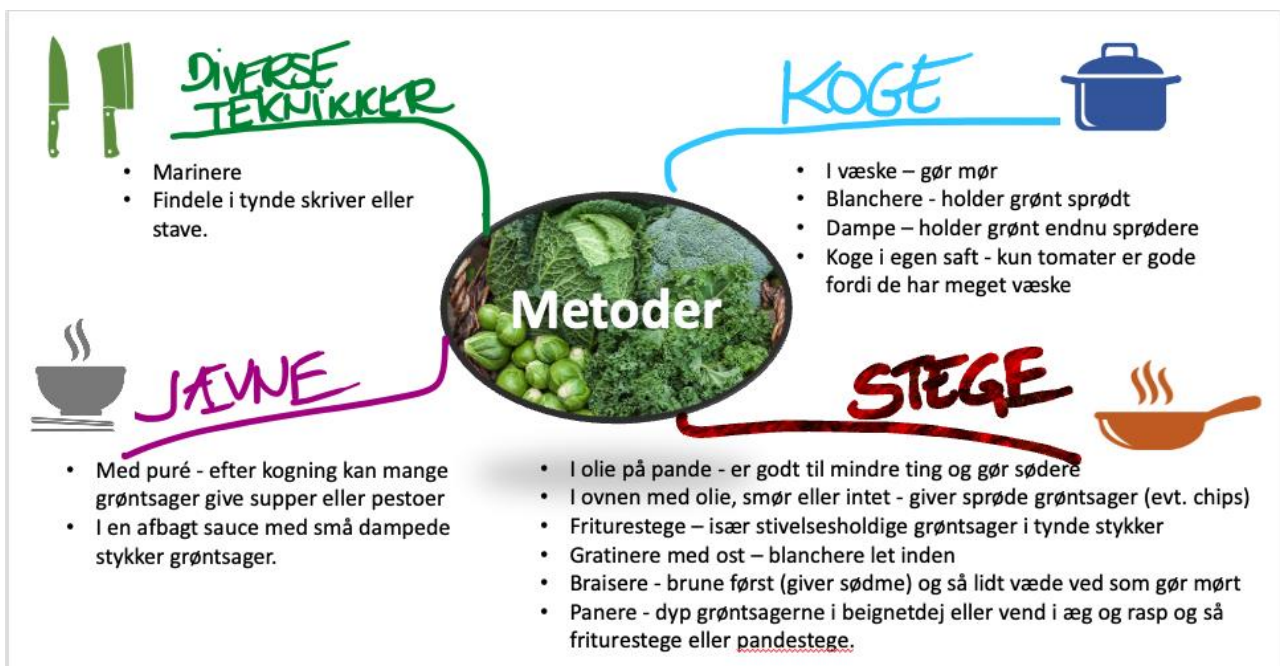 DIVERSE
TEKNIKKER
• Marinere
• Findele i tynde skriver eller
stave.
KOGE
• I væske – gør mør
• Blanchere - holder grønt sprødt
• Dampe – holder grønt endnu sprødere
• Koge i egen saft - kun tomater er gode
fordi de har meget væske
Metoder
JÆVNE
• Med puré - efter kogning kan mange
grøntsager give supper eller pestoer
• I en afbagt sauce med små dampede
stykker grøntsager.
STEGE
• I olie på pande - er godt til mindre ting og gør sødere
• I ovnen med olie, smør eller intet - giver sprøde grøntsager (evt. chips)
• Friturestege – især stivelsesholdige grøntsager i tynde stykker
• Gratinere med ost – blanchere let inden
• Braisere - brune først (giver sødme) og så lidt væde ved som gør mørt
• Panere - dyp grøntsagerne i beignetdej eller vend i æg og rasp og så
friturestege eller pandestege.